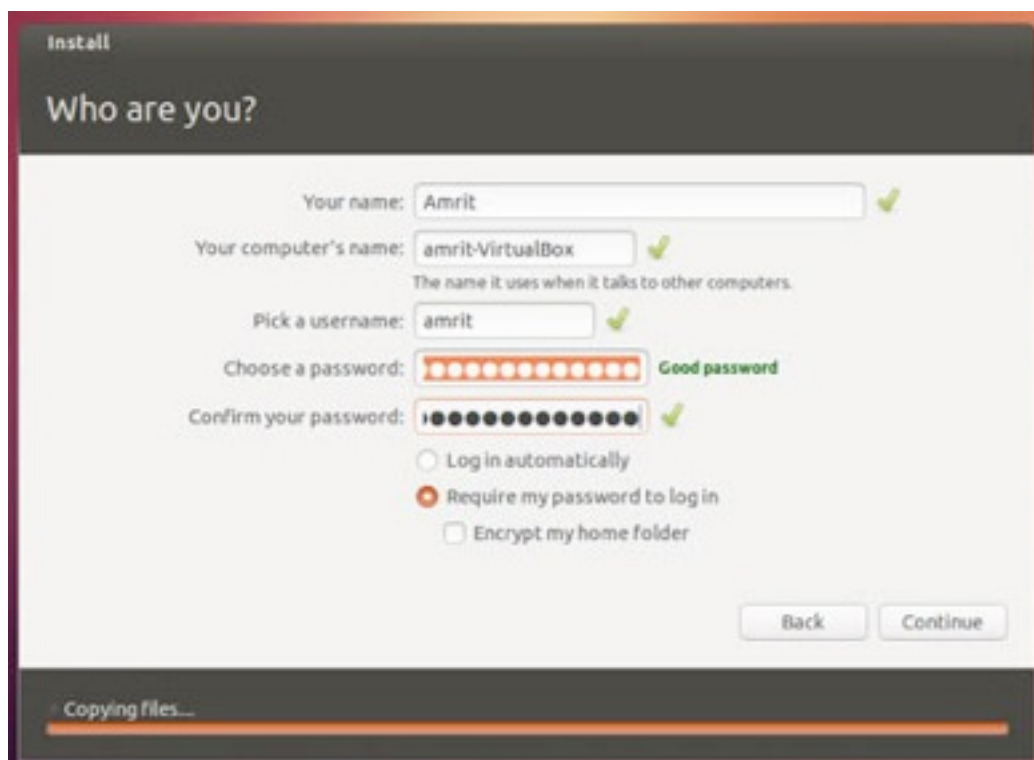 Install
Who are you?
Your name: Amrit
Your computer's name: amrit-VirtualBox
The name it uses when it talks to other computers.
Pick a username: amrit
Choose a password: Good password
Confirm your password:
Log in automatically
Require my password to log in
Encrypt my home folder
Back Continue
Copying files...